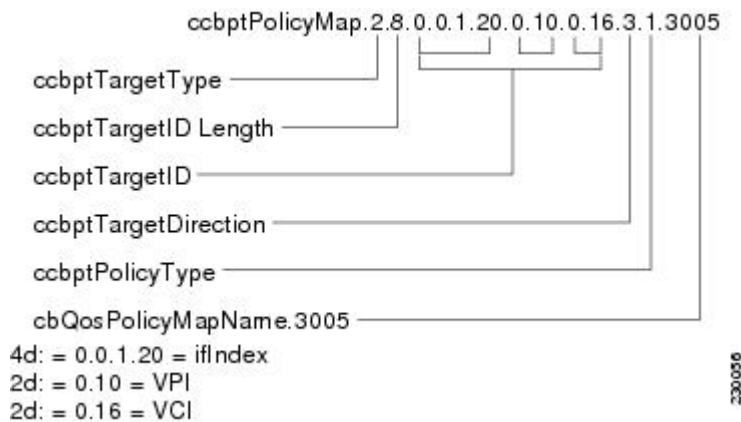 ccbptPolicyMap.2.8.0.0.1.20.0.10.0.16.3.1.3005
ccbptTargetType
ccbptTargetID Length
ccbptTargetID
ccbptTargetDirection
ccbptPolicyType
cbQosPolicyMapName.3005
4d: = 0.0.1.20 = ifIndex
2d: = 0.10 = VPI
2d: = 0.16 = VCI
230056